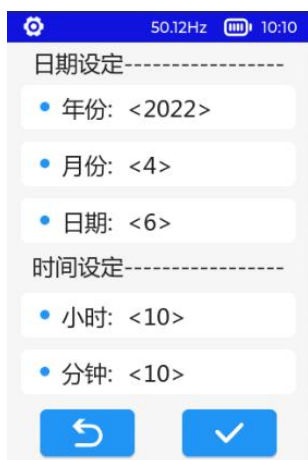 50.12Hz 10:10
日期设定-----------------
年份: <2022>
月份: <4>
日期: <6>
时间设定-----------------
小时: <10>
分钟: <10>